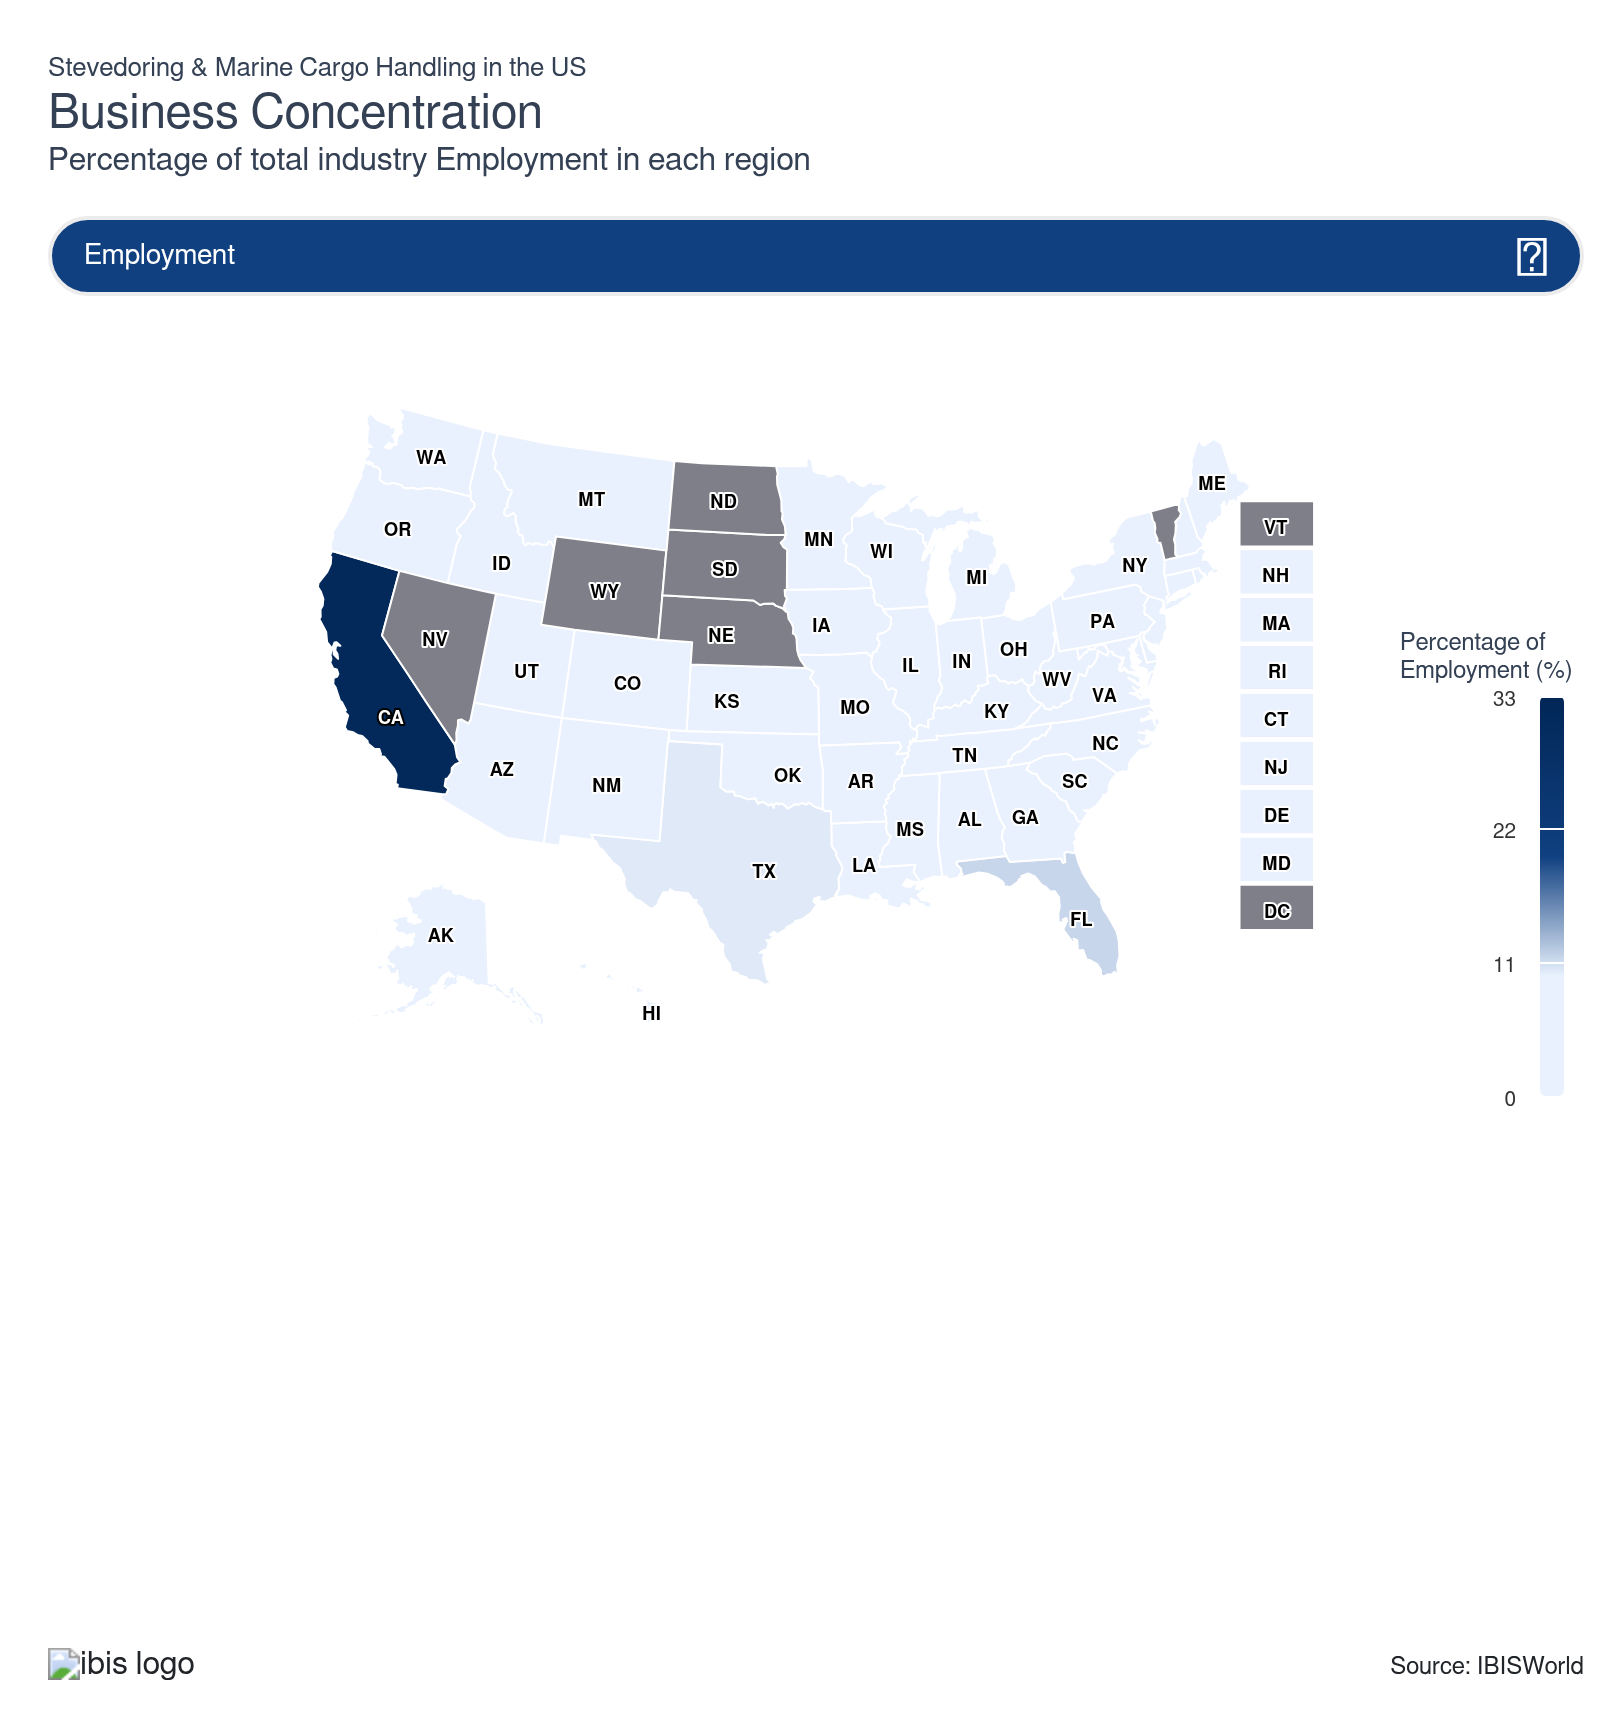 Stevedoring & Marine Cargo Handling in the US
Business Concentration
Percentage of total industry Employment in each region
Employment
WA
MT
ND
ME
OR
MN
VT
ID
SD
WI
MI
NY
NH
WY
NE
IA
PA
MA
NV
UT
CO
IL
IN
OH
WV
RI
KS
MO
KY
VA
CA
CT
AZ
NM
OK
AR
TN
NC
SC
NJ
TX
LA
MS
AL
GA
DE
MD
AK
FL
DC
HI
Percentage of
Employment (%)
33
22
11
0
ibis logo
Source: IBISWorld